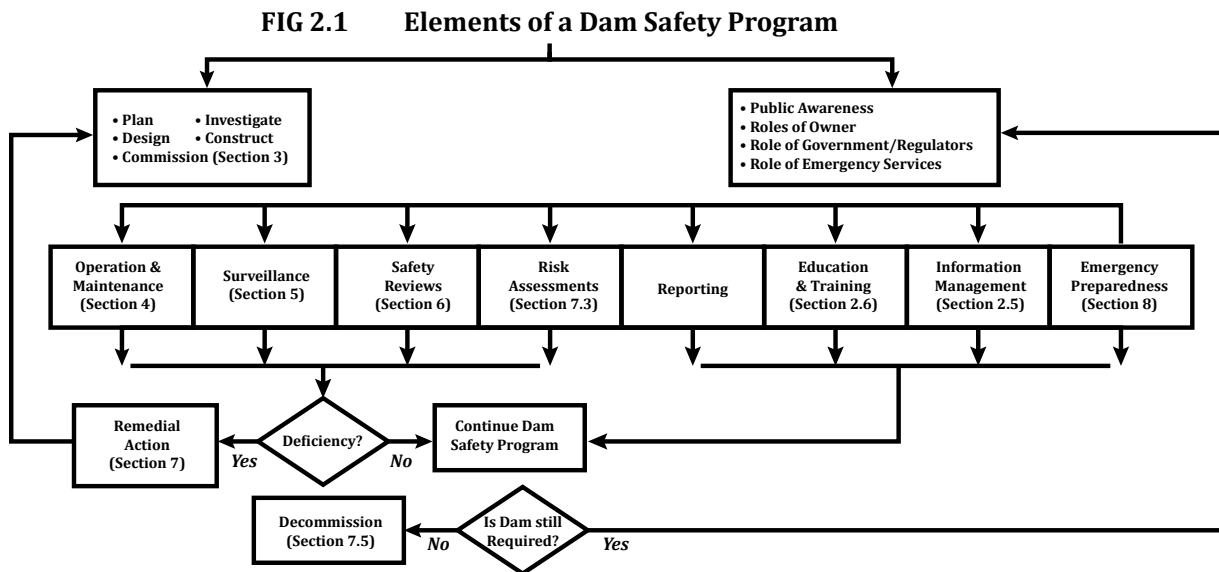 FIG 2.1 Elements of a Dam Safety Program
• Plan • Investigate
• Design • Construct
• Commission (Section 3)
• Public Awareness
• Roles of Owner
• Role of Government/Regulators
• Role of Emergency Services
Operation &
Maintenance
(Section 4)
Surveillance
(Section 5)
Safety
Reviews
(Section 6)
Risk
Assessments
(Section 7.3)
Reporting
Education
& Training
(Section 2.6)
Information
Management
(Section 2.5)
Emergency
Preparedness
(Section 8)
Remedial
Action
(Section 7)
Yes
Deficiency?
No
Continue Dam
Safety Program
Decommission
(Section 7.5)
No
Is Dam still
Required?
Yes